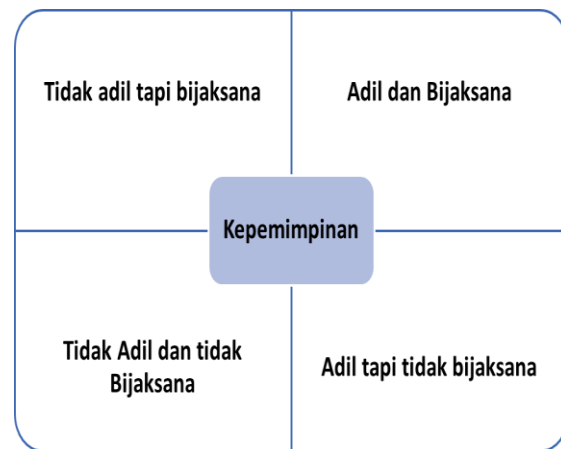 Tidak adil tapi bijaksana
Adil dan Bijaksana
Kepemimpinan
Tidak Adil dan tidak
Bijaksana
Adil tapi tidak bijaksana